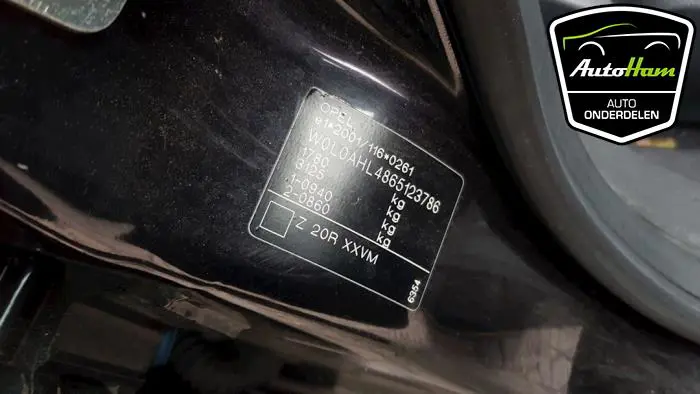 OPEL
e1*2001/116*0261
W0L0AHL4865123786
1780 kg
3125 kg
1-0940 kg
2-0860 kg
Z 20R XXVM
6354
AutoHam
AUTO
ONDERDELEN